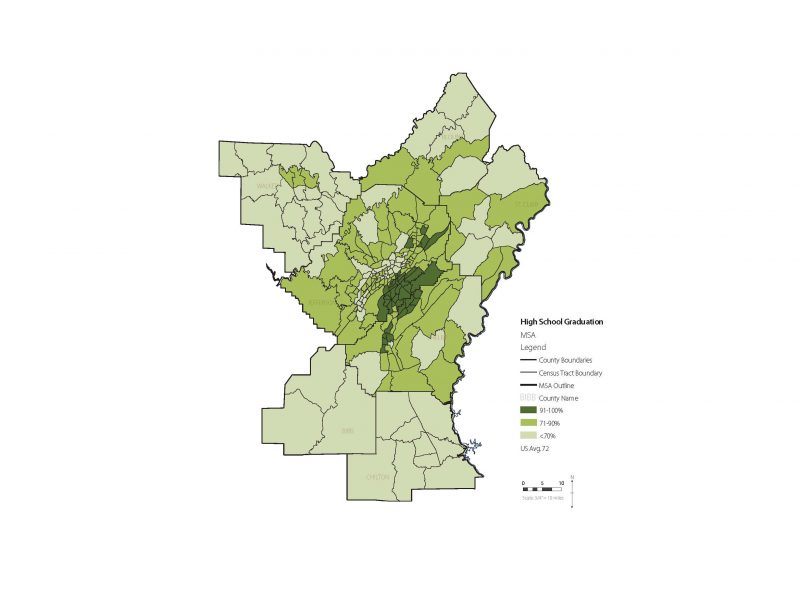 WALKER
ST. CLAIR
JEFFERSON
BIBB
CHILTON
High School Graduation
MSA
Legend
County Boundaries
Census Tract Boundary
MSA Outline
BIBB County Name
91-100%
71-90%
<70%
US Avg. 72
N
0 5 10
Scale: 3/4" = 10 miles